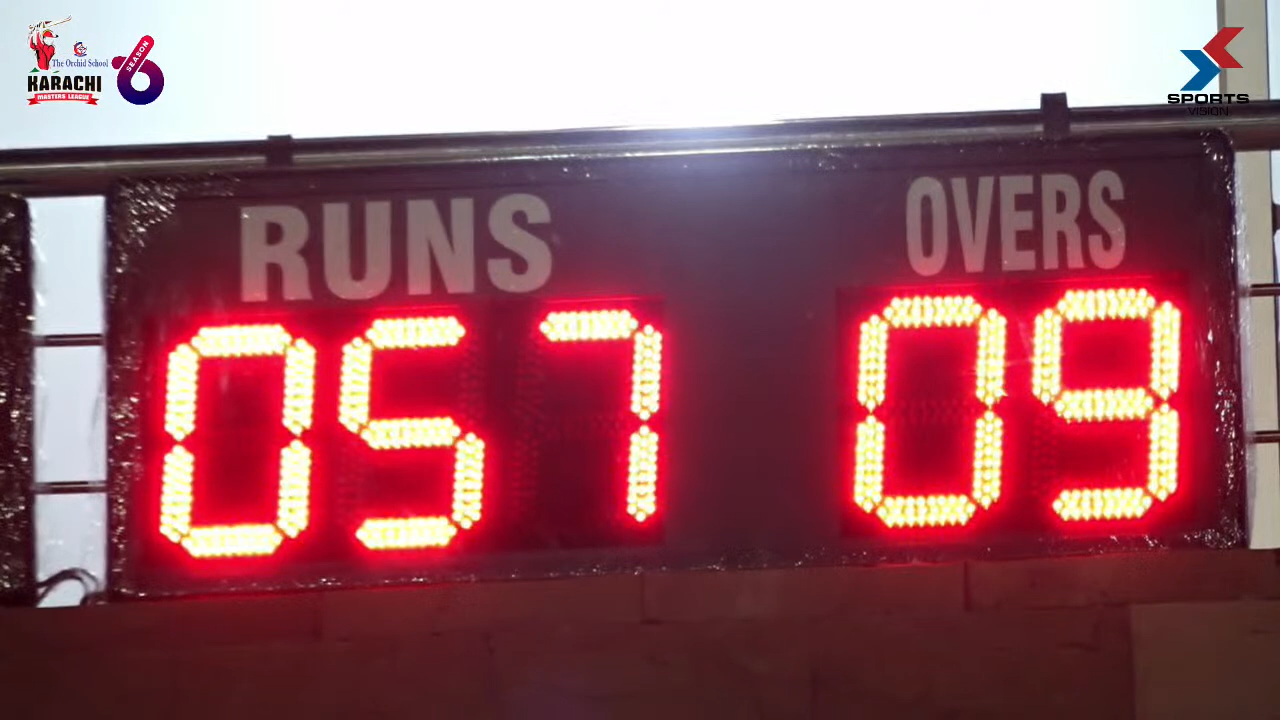 The Orchid School
KARACHI
MASTERS LEAGUE
SEASON
6
SPORTS
VISION
RUNS
OVERS
057
09